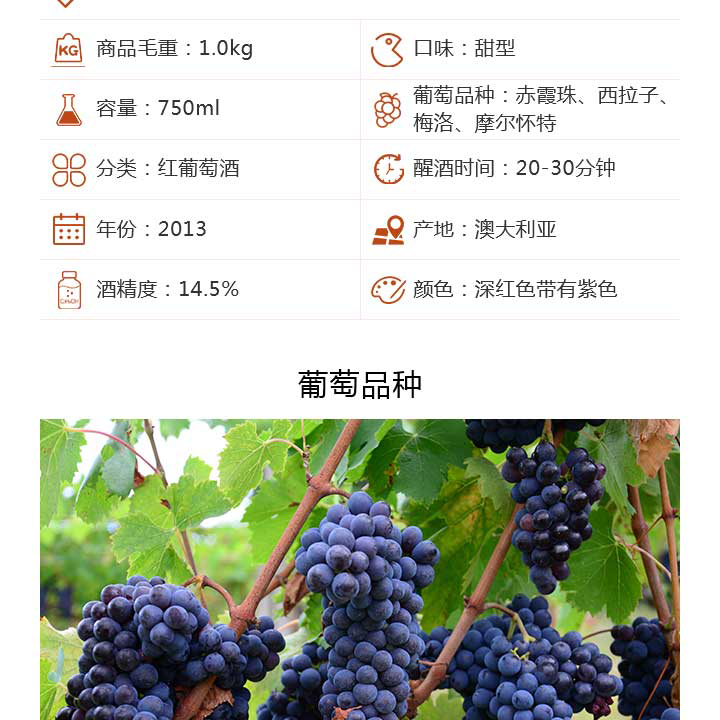 KG 商品毛重：1.0kg
口味：甜型
容量：750ml
葡萄品种：赤霞珠、西拉子、
梅洛、摩尔怀特
分类：红葡萄酒
醒酒时间：20-30分钟
年份：2013
产地：澳大利亚
C₂H₅OH 酒精度：14.5%
颜色：深红色带有紫色
葡萄品种